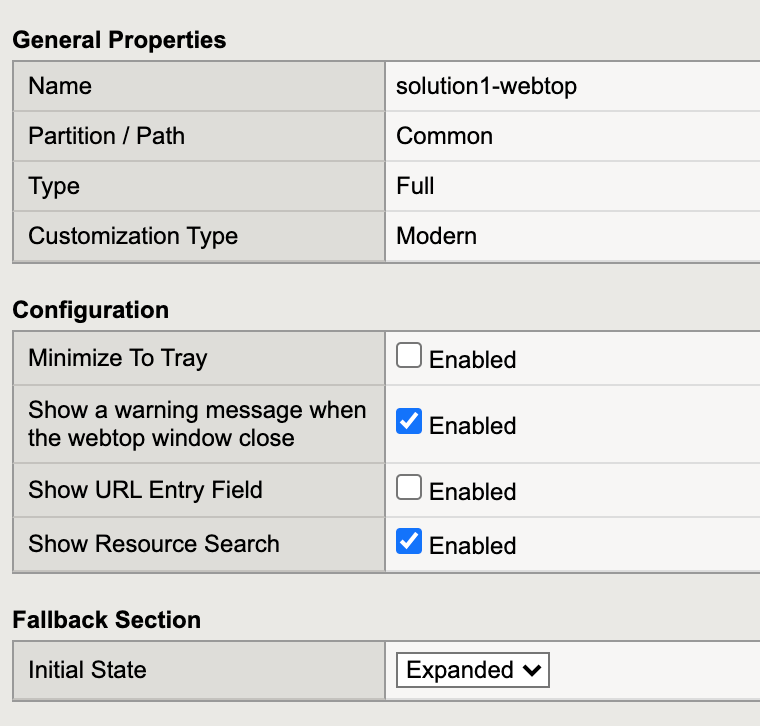 General Properties
Name
solution1-webtop
Partition / Path
Common
Type
Full
Customization Type
Modern
Configuration
Minimize To Tray
Enabled
Show a warning message when
the webtop window close
Enabled
Show URL Entry Field
Enabled
Show Resource Search
Enabled
Fallback Section
Initial State
Expanded